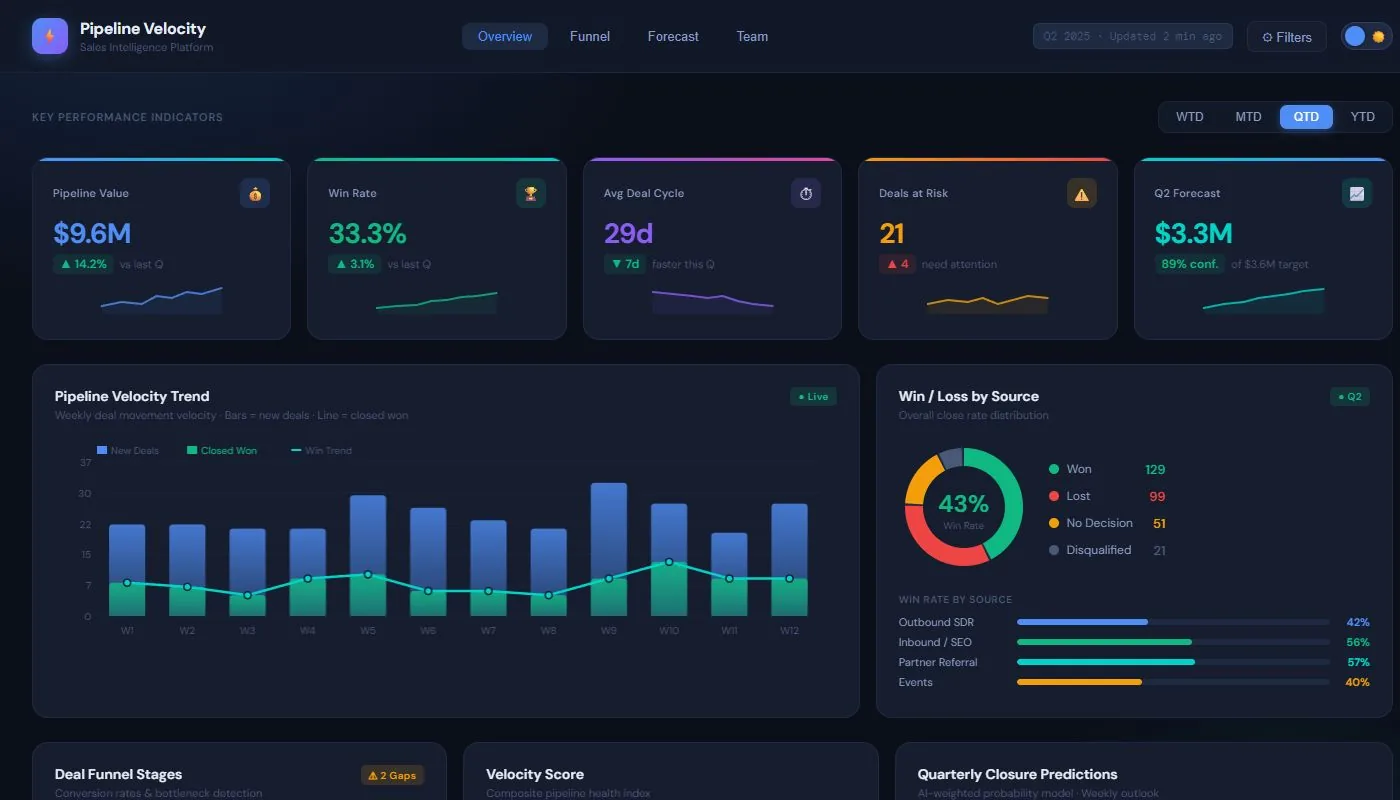 Pipeline Velocity
Sales Intelligence Platform
Overview Funnel Forecast Team
Q2 2025 · Updated 2 min ago
⚙ Filters
KEY PERFORMANCE INDICATORS
WTD MTD QTD YTD
Pipeline Value
$9.6M
▲ 14.2% vs last Q
Win Rate
33.3%
▲ 3.1% vs last Q
Avg Deal Cycle
29d
▼ 7d faster this Q
Deals at Risk
21
▲ 4 need attention
Q2 Forecast
$3.3M
89% conf. of $3.6M target
Pipeline Velocity Trend
Weekly deal movement velocity · Bars = new deals · Line = closed won
● Live
New Deals Closed Won Win Trend
37
30
22
15
7
0
W1 W2 W3 W4 W5 W6 W7 W8 W9 W10 W11 W12
Win / Loss by Source
Overall close rate distribution
● Q2
43%
Win Rate
Won 129
Lost 99
No Decision 51
Disqualified 21
WIN RATE BY SOURCE
Outbound SDR 42%
Inbound / SEO 56%
Partner Referral 57%
Events 40%
Deal Funnel Stages
Conversion rates & bottleneck detection
⚠ 2 Gaps
Velocity Score
Composite pipeline health index
Quarterly Closure Predictions
AI-weighted probability model · Weekly outlook